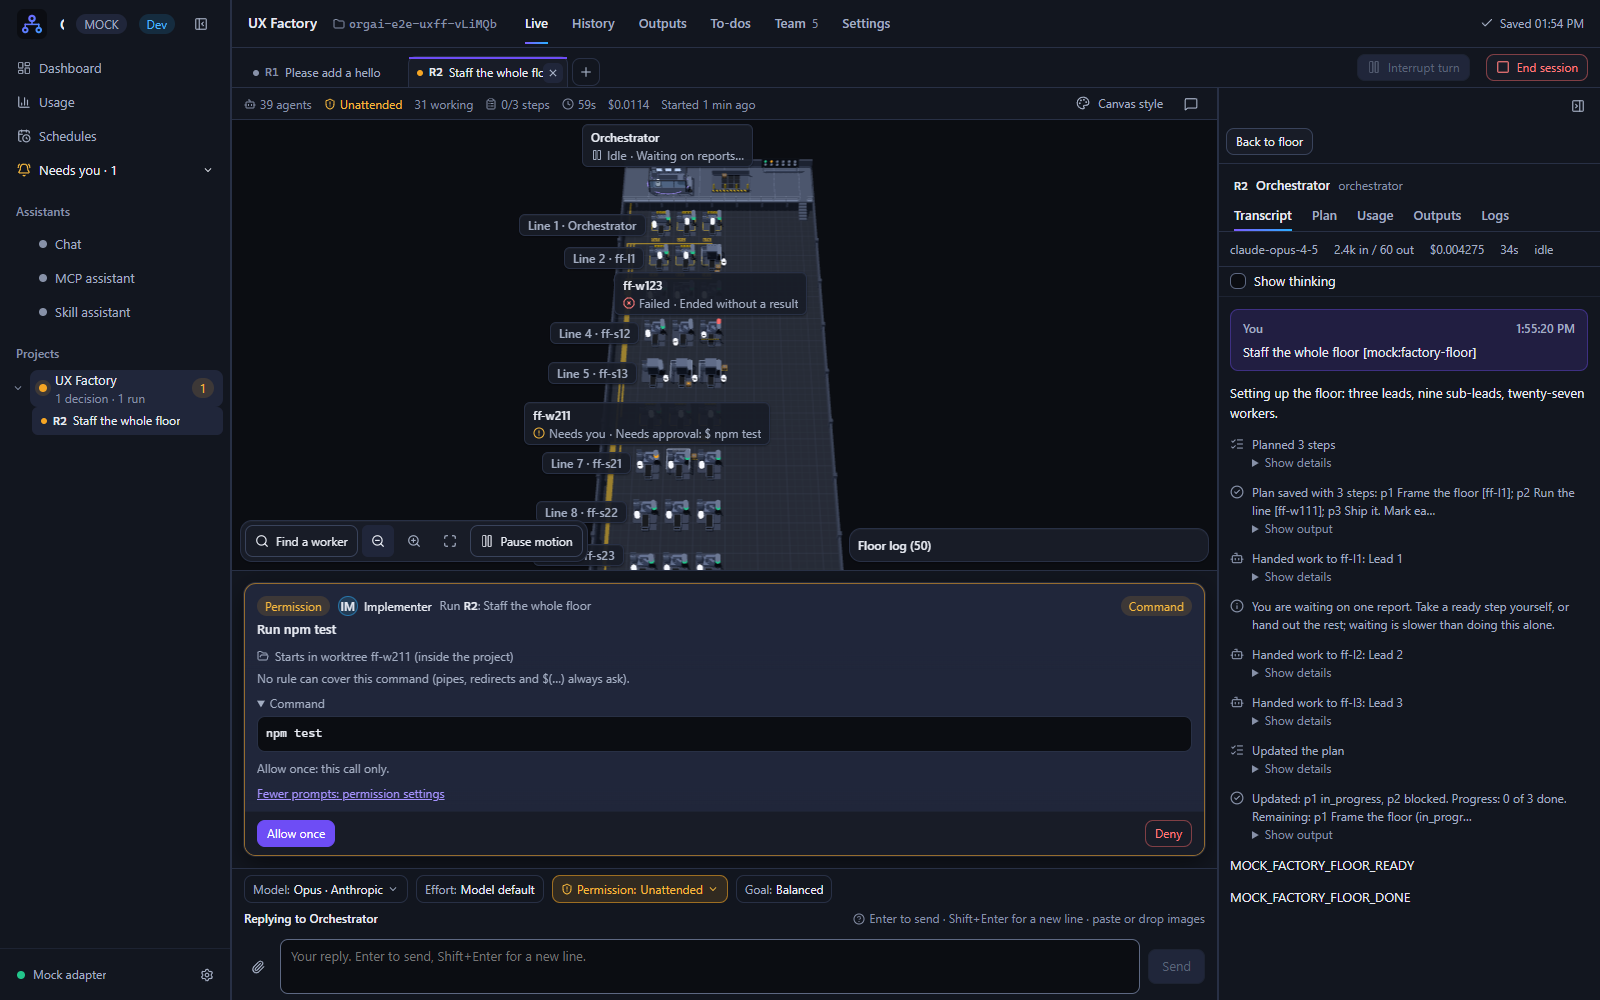 MOCK
Dev
Dashboard
Usage
Schedules
Needs you · 1
Assistants
Chat
MCP assistant
Skill assistant
Projects
UX Factory
1 decision · 1 run
1
R2 Staff the whole floor
Mock adapter
UX Factory
orgai-e2e-uxff-vLiMQb
Live
History
Outputs
To-dos
Team 5
Settings
Saved 01:54 PM
R1 Please add a hello
R2 Staff the whole flc
Interrupt turn
End session
39 agents
Unattended
31 working
0/3 steps
59s
$0.0114
Started 1 min ago
Canvas style
Orchestrator
Idle · Waiting on reports...
Line 1 · Orchestrator
Line 2 · ff-l1
ff-w123
Failed · Ended without a result
Line 4 · ff-s12
Line 5 · ff-s13
ff-w211
Needs you · Needs approval: $ npm test
Line 7 · ff-s21
Line 8 · ff-s22
ff-s23
Find a worker
Pause motion
Floor log (50)
Permission
IM Implementer Run R2: Staff the whole floor
Command
Run npm test
Starts in worktree ff-w211 (inside the project)
No rule can cover this command (pipes, redirects and $(...) always ask).
Command
npm test
Allow once: this call only.
Fewer prompts: permission settings
Allow once
Deny
Model: Opus · Anthropic
Effort: Model default
Permission: Unattended
Goal: Balanced
Replying to Orchestrator
Enter to send · Shift+Enter for a new line · paste or drop images
Your reply. Enter to send, Shift+Enter for a new line.
Send
Back to floor
R2 Orchestrator orchestrator
Transcript
Plan
Usage
Outputs
Logs
claude-opus-4-5
2.4k in / 60 out
$0.004275
34s
idle
Show thinking
You
1:55:20 PM
Staff the whole floor [mock:factory-floor]
Setting up the floor: three leads, nine sub-leads, twenty-seven
workers.
Planned 3 steps
Show details
Plan saved with 3 steps: p1 Frame the floor [ff-l1]; p2 Run the
line [ff-w111]; p3 Ship it. Mark ea...
Show output
Handed work to ff-l1: Lead 1
Show details
You are waiting on one report. Take a ready step yourself, or
hand out the rest; waiting is slower than doing this alone.
Handed work to ff-l2: Lead 2
Show details
Handed work to ff-l3: Lead 3
Show details
Updated the plan
Show details
Updated: p1 in_progress, p2 blocked. Progress: 0 of 3 done.
Remaining: p1 Frame the floor (in_progr...
Show output
MOCK_FACTORY_FLOOR_READY
MOCK_FACTORY_FLOOR_DONE